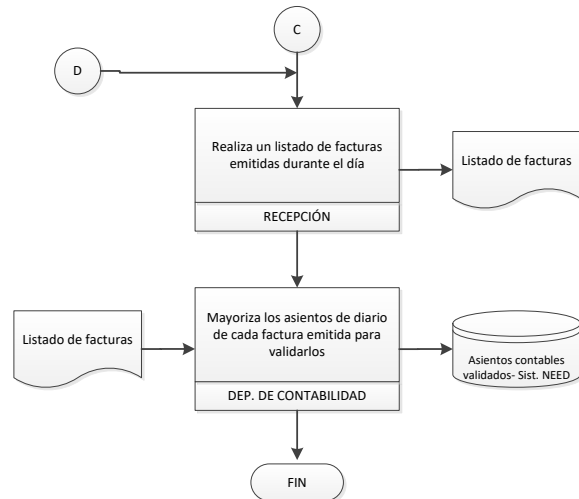 C
D
Realiza un listado de facturas
emitidas durante el día
RECEPCIÓN
Listado de facturas
Listado de facturas
Mayoriza los asientos de diario
de cada factura emitida para
validarlos
DEP. DE CONTABILIDAD
Asientos contables
validados- Sist. NEED
FIN